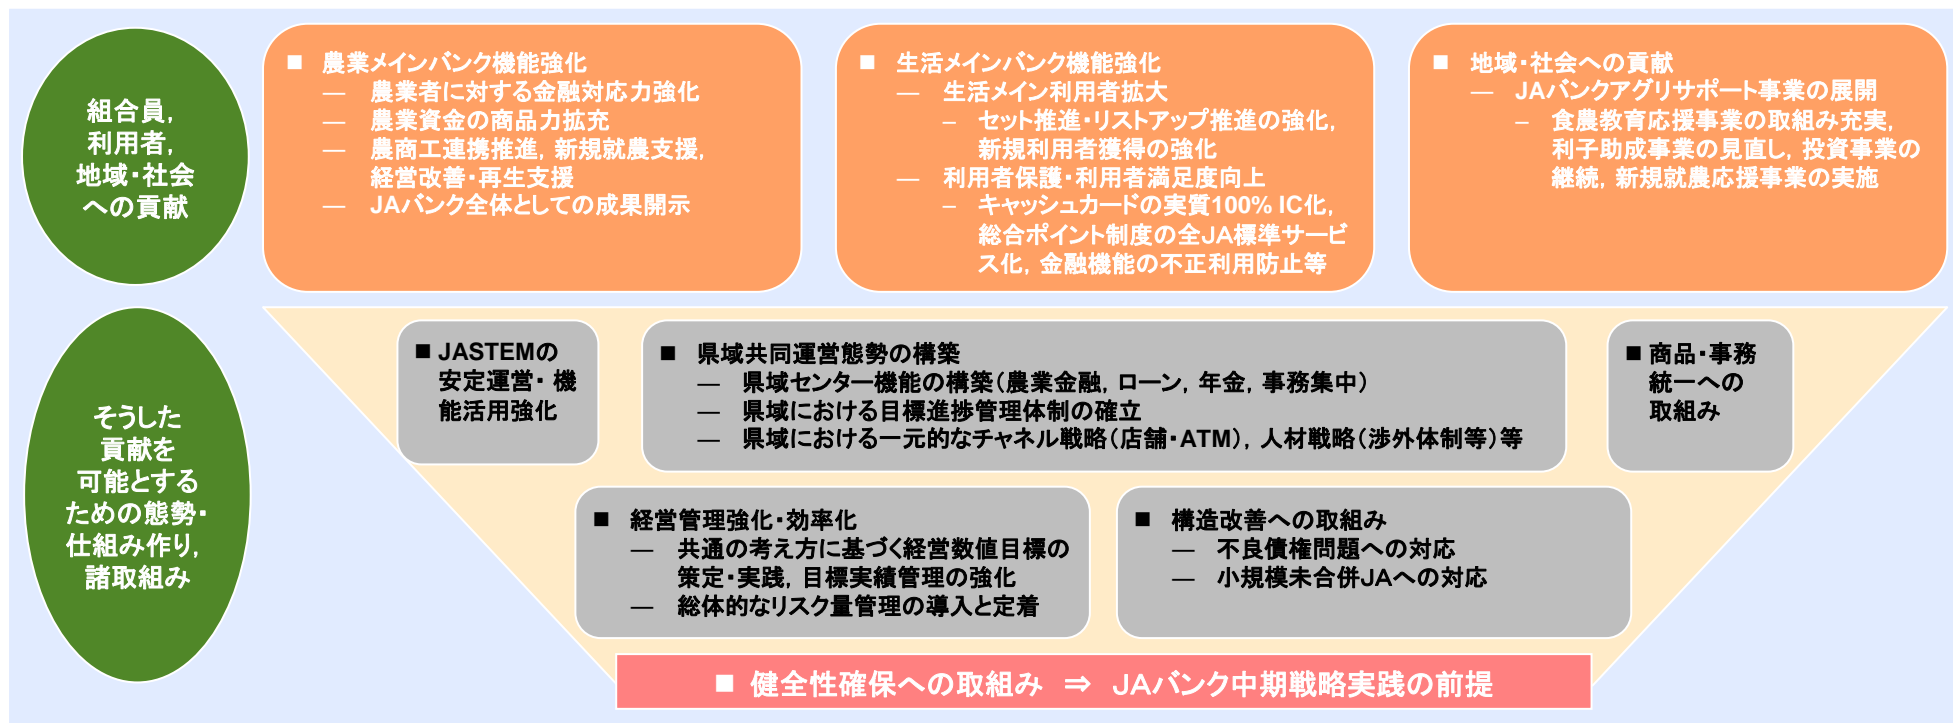 組合員,
利用者,
地域・社会
への貢献
■ 農業メインバンク機能強化
― 農業者に対する金融対応力強化
― 農業資金の商品力拡充
― 農商工連携推進, 新規就農支援,
経営改善・再生支援
― JAバンク全体としての成果開示
■ 生活メインバンク機能強化
― 生活メイン利用者拡大
– セット推進・リストアップ推進の強化,
新規利用者獲得の強化
― 利用者保護・利用者満足度向上
– キャッシュカードの実質100% IC化,
総合ポイント制度の全JA標準サービ
ス化, 金融機能の不正利用防止等
■ 地域・社会への貢献
― JAバンクアグリサポート事業の展開
– 食農教育応援事業の取組み充実,
利子助成事業の見直し, 投資事業の
継続, 新規就農応援事業の実施
そうした
貢献を
可能とする
ための態勢・
仕組み作り,
諸取組み
■ JASTEMの
安定運営・ 機
能活用強化
■ 県域共同運営態勢の構築
― 県域センター機能の構築（農業金融, ローン, 年金, 事務集中）
― 県域における目標進捗管理体制の確立
― 県域における一元的なチャネル戦略（店舗・ATM）, 人材戦略（渉外体制等）等
■ 商品・事務
統一への
取組み
■ 経営管理強化・効率化
― 共通の考え方に基づく経営数値目標の
策定・実践, 目標実績管理の強化
― 総体的なリスク量管理の導入と定着
■ 構造改善への取組み
― 不良債権問題への対応
― 小規模未合併JAへの対応
■ 健全性確保への取組み ⇒ JAバンク中期戦略実践の前提